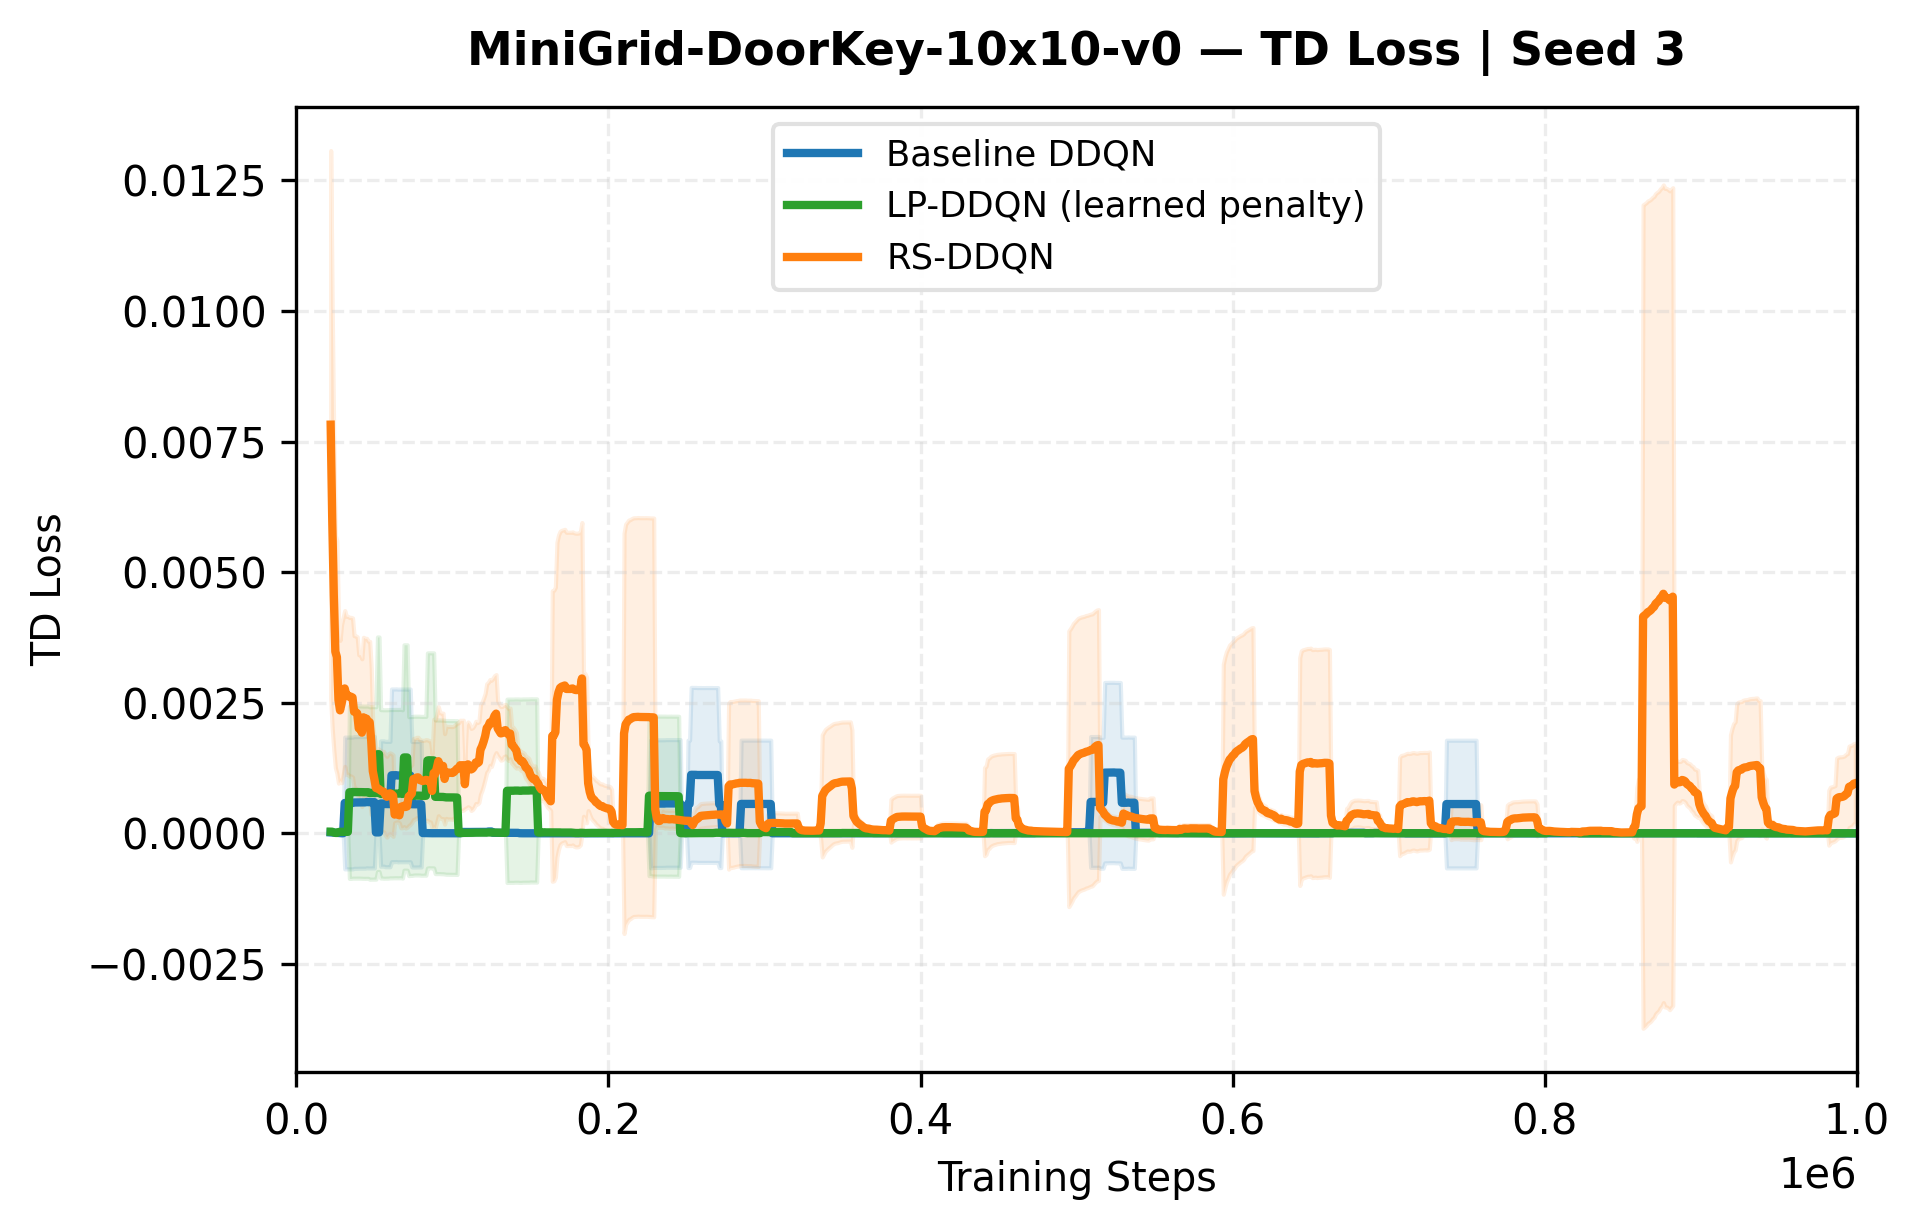 MiniGrid-DoorKey-10x10-v0 — TD Loss | Seed 3
Baseline DDQN
LP-DDQN (learned penalty)
RS-DDQN
TD Loss
0.0125
0.0100
0.0075
0.0050
0.0025
0.0000
−0.0025
0.0 0.2 0.4 0.6 0.8 1.0
1e6
Training Steps